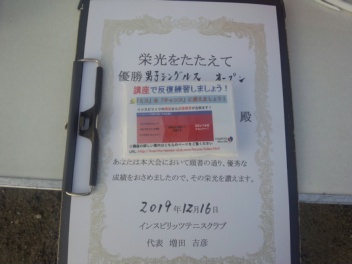 栄光をたたえて
優勝 男子シングルス オープン
講座で反復練習しましょう!
殿
あなたは本大会において頭書の通り、優秀な
成績をおさめましたので、その栄光を讃えます。
2019年12月16日
インスピリッツテニスクラブ
代表 増田 吉彦